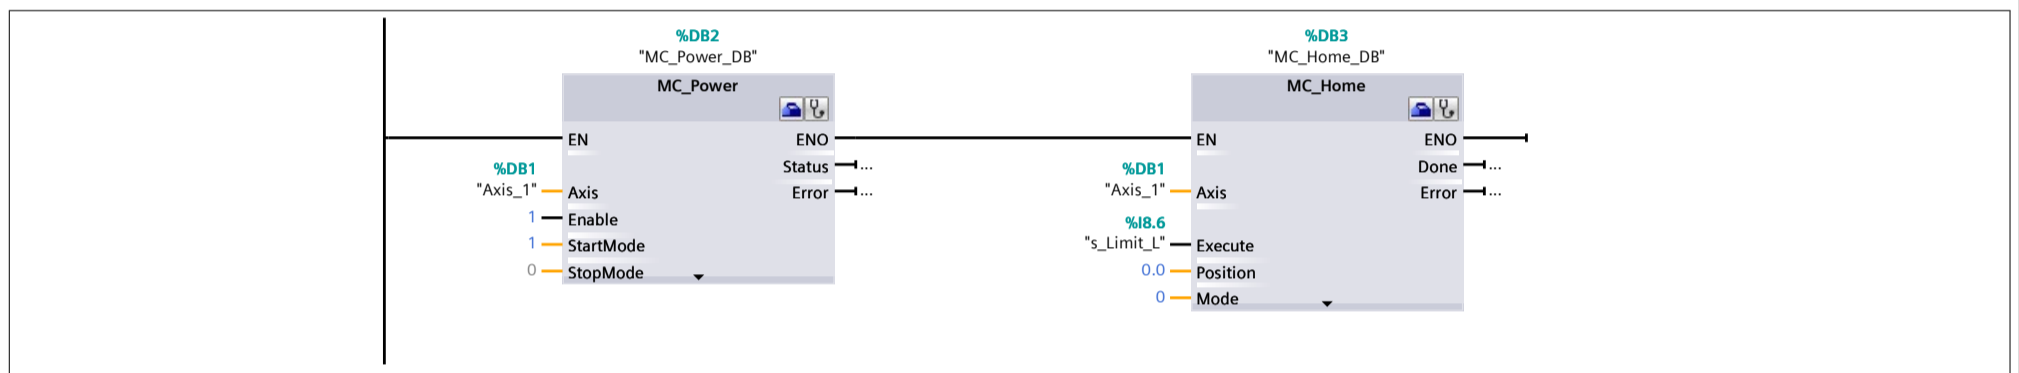 %DB2
"MC_Power_DB"
MC_Power
EN
ENO
Status
%DB1
"Axis_1"
Axis
Error
1
Enable
1
StartMode
0
StopMode
%DB3
"MC_Home_DB"
MC_Home
EN
ENO
Done
%DB1
"Axis_1"
Axis
Error
%I8.6
"s_Limit_L"
Execute
0.0
Position
0
Mode
...
...
...
...